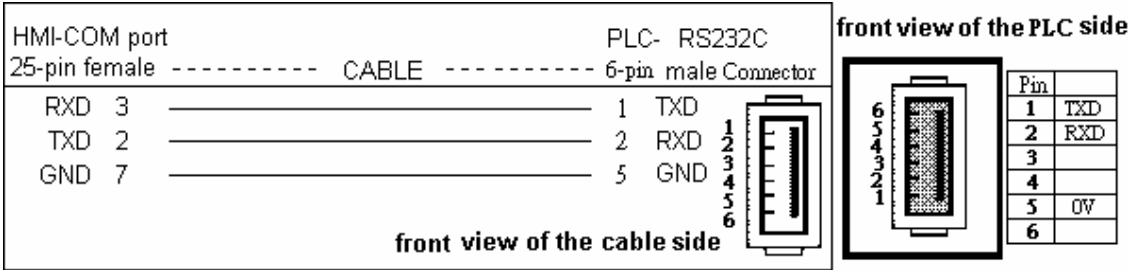 HMI-COM port PLC- RS232C
25-pin female - - - - - - - - - - CABLE - - - - - - - - - - 6-pin male Connector
RXD 3 1 TXD
TXD 2 2 RXD
GND 7 5 GND
1
2
3
4
5
6
front view of the cable side
front view of the PLC side
6
5
4
3
2
1
Pin
1 TXD
2 RXD
3
4
5 0V
6